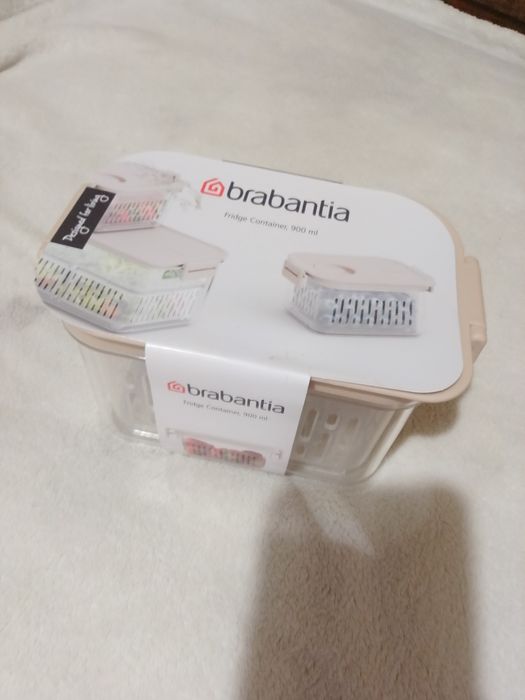 brabantia
Fridge Container, 900 ml
Designed for living
brabantia
Fridge Container, 900 ml